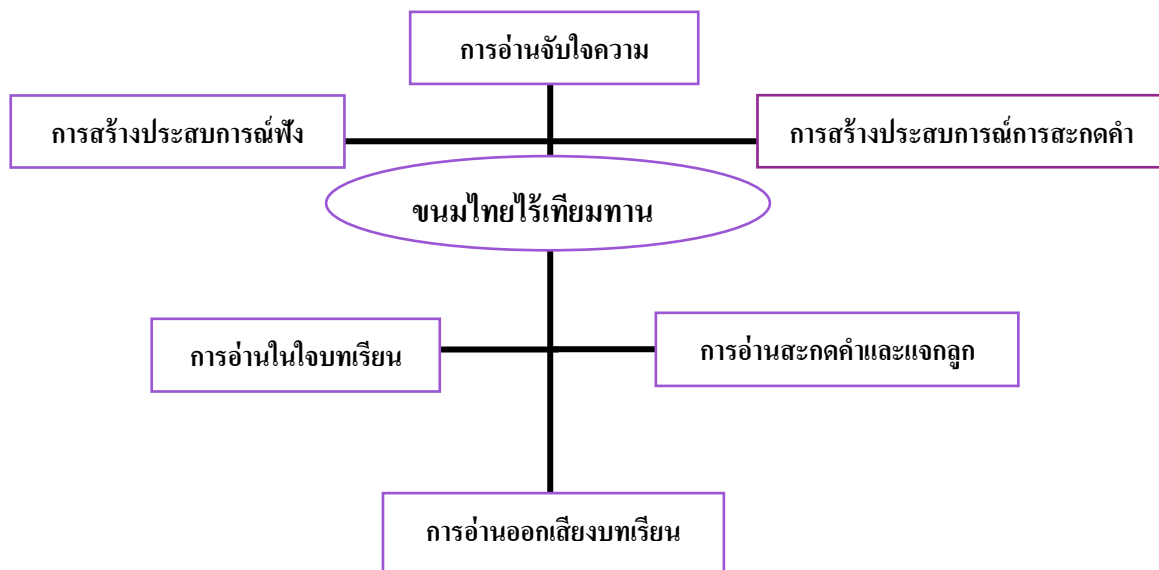 การอ่านจับใจความ
การสร้างประสบการณ์ฟัง
การสร้างประสบการณ์การสะกดคำ
ขนมไทยไร้เทียมทาน
การอ่านในใจบทเรียน
การอ่านสะกดคำและแจกลูก
การอ่านออกเสียงบทเรียน